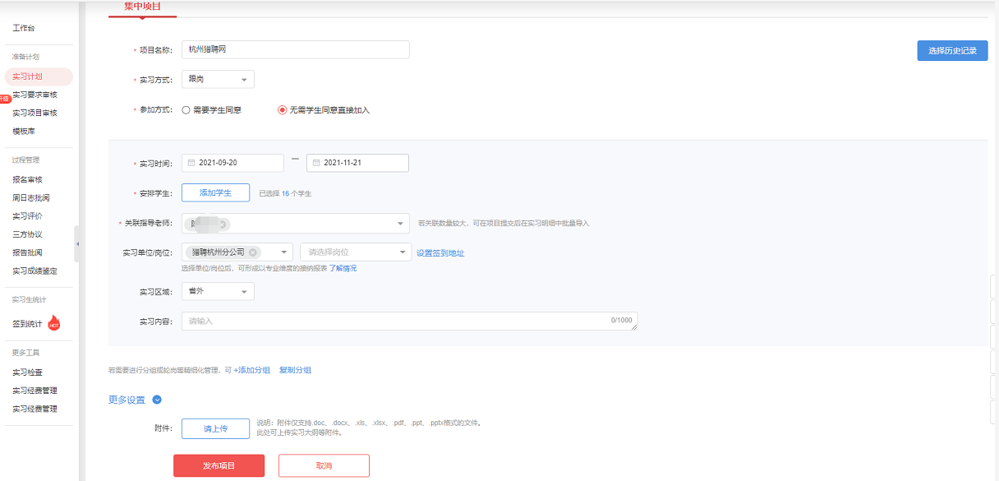 集中项目
工作台
准备计划
实习计划
升级
实习要求审核
实习项目审核
模板库
过程管理
报名审核
周日志批阅
实习评价
三方协议
报告批阅
实习成绩鉴定
实习生统计
签到统计 HOT
更多工具
实习检查
实习经费管理
实习经费管理
* 项目名称: 杭州猎聘网
选择历史记录
* 实习方式: 跟岗
* 参加方式: 需要学生同意 无需学生同意直接加入
* 实习时间: 2021-09-20 — 2021-11-21
* 安排学生: 添加学生 已选择 16 个学生
* 关联指导老师: 若关联数量较大，可在项目提交后在实习明细中批量导入
实习单位/岗位: 猎聘杭州分公司 请选择岗位 设置签到地址
选择单位/岗位后，可形成以专业维度的接纳报表 了解情况
实习区域: 省外
实习内容: 请输入 0/1000
若需要进行分组或轮岗等精细化管理，可 +添加分组 复制分组
更多设置
附件: 请上传 说明：附件仅支持.doc、.docx、.xls、.xlsx、.pdf、.ppt、.pptx格式的文件。
此处可上传实习大纲等附件。
发布项目 取消